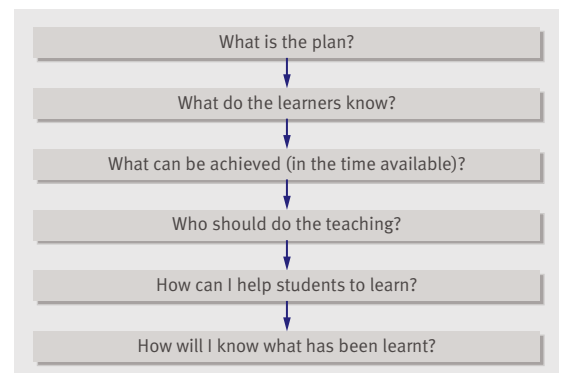 What is the plan?
What do the learners know?
What can be achieved (in the time available)?
Who should do the teaching?
How can I help students to learn?
How will I know what has been learnt?